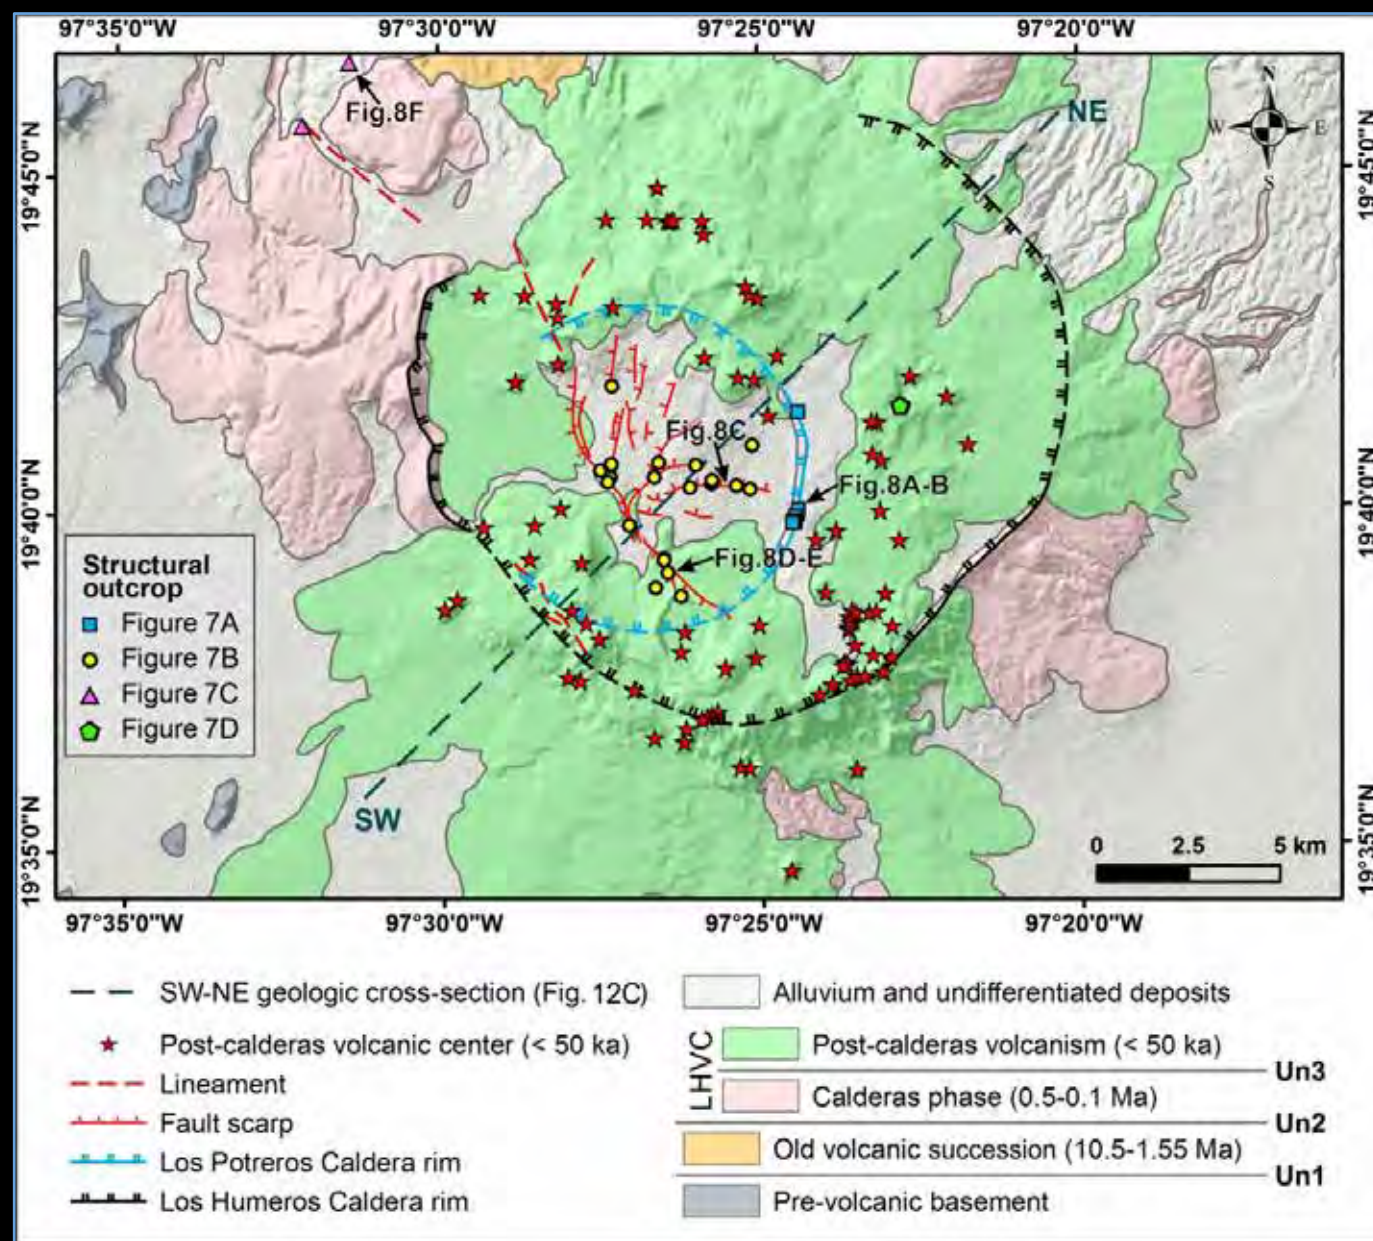 97°35'0"W 97°30'0"W 97°25'0"W 97°20'0"W
19°45'0"N
19°40'0"N
19°35'0"N
19°45'0"N
19°40'0"N
19°35'0"N
Fig.8F
NE
N
W E
S
Fig.8C
Fig.8A-B
Fig.8D-E
SW
Structural
outcrop
Figure 7A
Figure 7B
Figure 7C
Figure 7D
0 2.5 5 km
97°35'0"W 97°30'0"W 97°25'0"W 97°20'0"W
SW-NE geologic cross-section (Fig. 12C)
Post-calderas volcanic center (< 50 ka)
Lineament
Fault scarp
Los Potreros Caldera rim
Los Humeros Caldera rim
Alluvium and undifferentiated deposits
LHVC
Post-calderas volcanism (< 50 ka)
Un3
Calderas phase (0.5-0.1 Ma)
Un2
Old volcanic succession (10.5-1.55 Ma)
Un1
Pre-volcanic basement